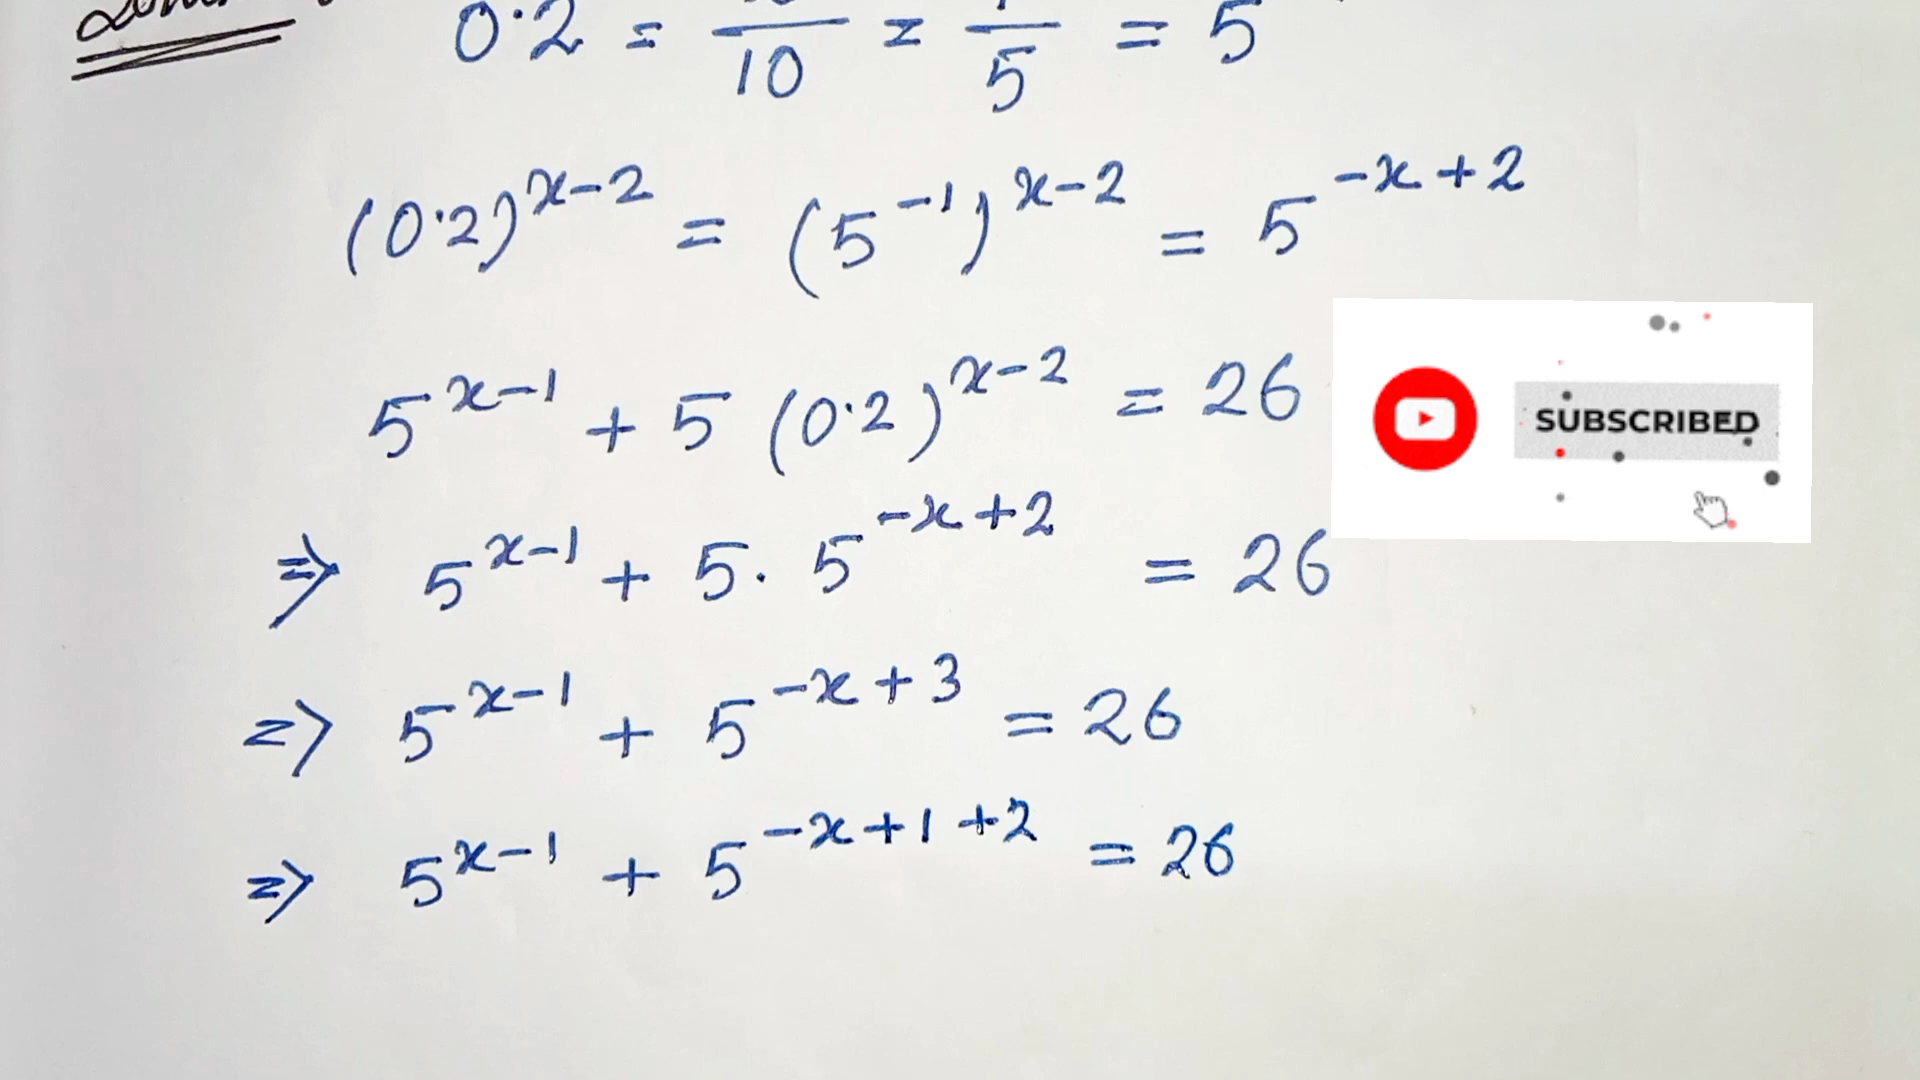 0.2 = /10 = /5 = 5
(0.2)^{x-2} = (5^{-1})^{x-2} = 5^{-x+2}
5^{x-1} + 5 (0.2)^{x-2} = 26
SUBSCRIBED
⇒ 5^{x-1} + 5. 5^{-x+2} = 26
⇒ 5^{x-1} + 5^{-x+3} = 26
⇒ 5^{x-1} + 5^{-x+1+2} = 26